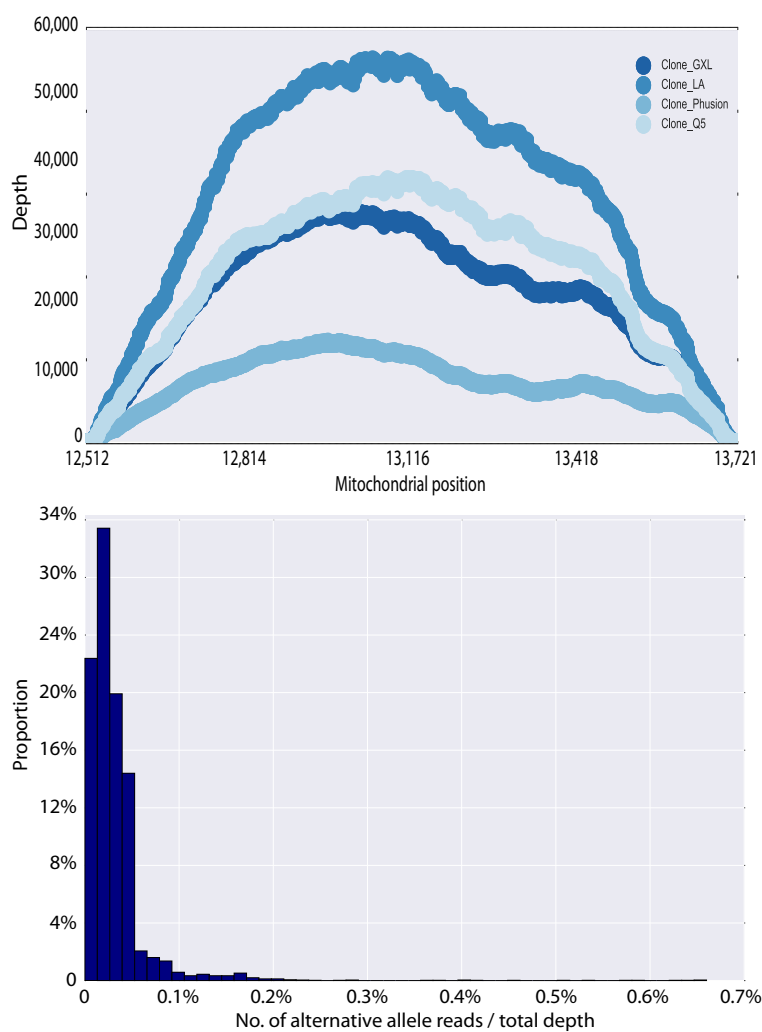 60,000
50,000
40,000
30,000
20,000
10,000
0
Depth
Clone_GXL
Clone_LA
Clone_Phusion
Clone_Q5
12,512 12,814 13,116 13,418 13,721
Mitochondrial position
34%
30%
24%
20%
16%
12%
8%
4%
0
Proportion
0 0.1% 0.2% 0.3% 0.4% 0.5% 0.6% 0.7%
No. of alternative allele reads / total depth